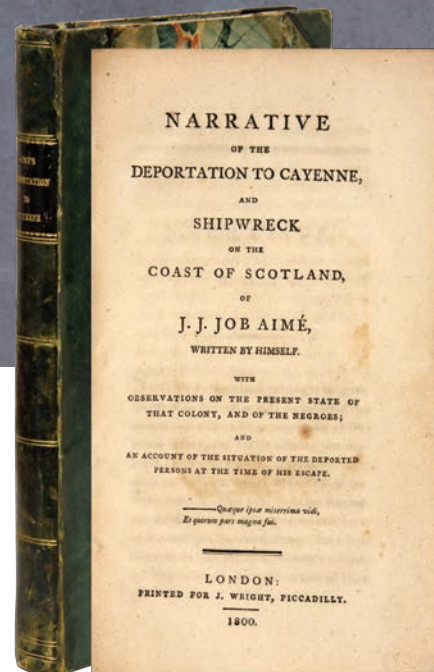 DEPORTATION
TO
NARRATIVE
OF THE
DEPORTATION TO CAYENNE,
AND
SHIPWRECK
ON THE
COAST OF SCOTLAND,
OF
J. J. JOB AIMÉ,
WRITTEN BY HIMSELF.
WITH
OBSERVATIONS ON THE PRESENT STATE OF
THAT COLONY, AND OF THE NEGROES;
AND
AN ACCOUNT OF THE SITUATION OF THE DEPORTED
PERSONS AT THE TIME OF HIS ESCAPE.
———Quæque ipse miserrima vidi,
Et quorum pars magna fui.
LONDON:
PRINTED FOR J. WRIGHT, PICCADILLY.
1800.